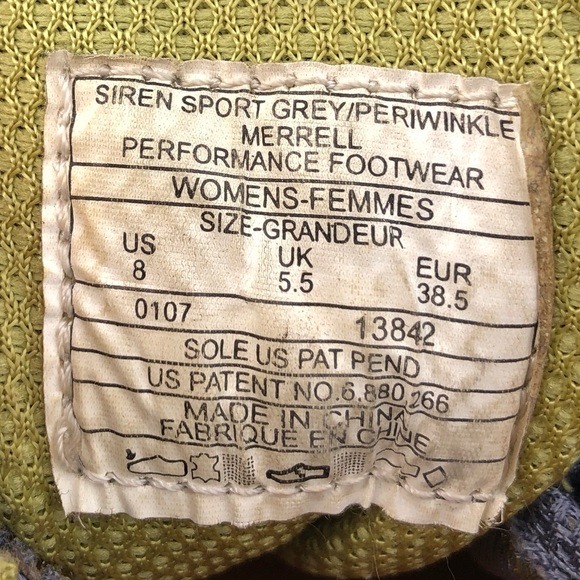 SIREN SPORT GREY/PERIWINKLE
MERRELL
PERFORMANCE FOOTWEAR
WOMENS-FEMMES
SIZE-GRANDEUR
US UK EUR
8 5.5 38.5
0107 13842
SOLE US PAT PEND
US PATENT NO.6,880,266
MADE IN CHINA
FABRIQUE EN CHINE